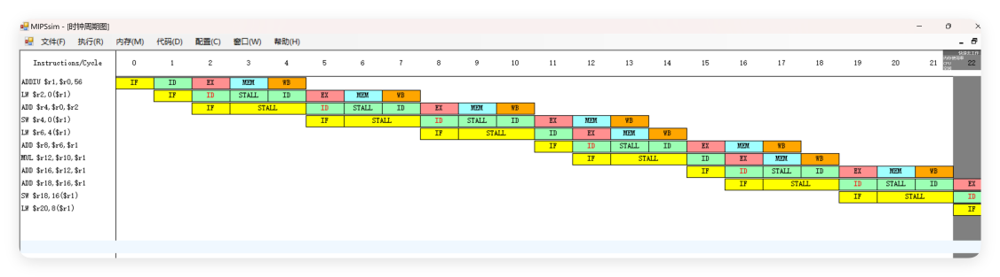 MIPSsim - [时钟周期图]
文件(F) 执行(R) 内存(M) 代码(D) 配置(C) 窗口(W) 帮助(H)
Instructions/Cycle 0 1 2 3 4 5 6 7 8 9 10 11 12 13 14 15 16 17 18 19 20 21 22
ADDIU $r1,$r0,56 IF ID EX MEM WB
LW $r2,0($r1) IF ID STALL ID EX MEM WB
ADD $r4,$r0,$r2 IF STALL ID STALL ID EX MEM WB
SW $r4,0($r1) IF STALL ID STALL ID EX MEM WB
LW $r6,4($r1) IF STALL ID EX MEM WB
ADD $r8,$r6,$r1 IF ID STALL ID EX MEM WB
MUL $r12,$r10,$r1 IF STALL ID EX MEM WB
ADD $r16,$r12,$r1 IF ID STALL ID EX MEM WB
ADD $r18,$r16,$r1 IF STALL ID STALL ID EX
SW $r18,16($r1) IF STALL ID
LW $r20,8($r1) IF